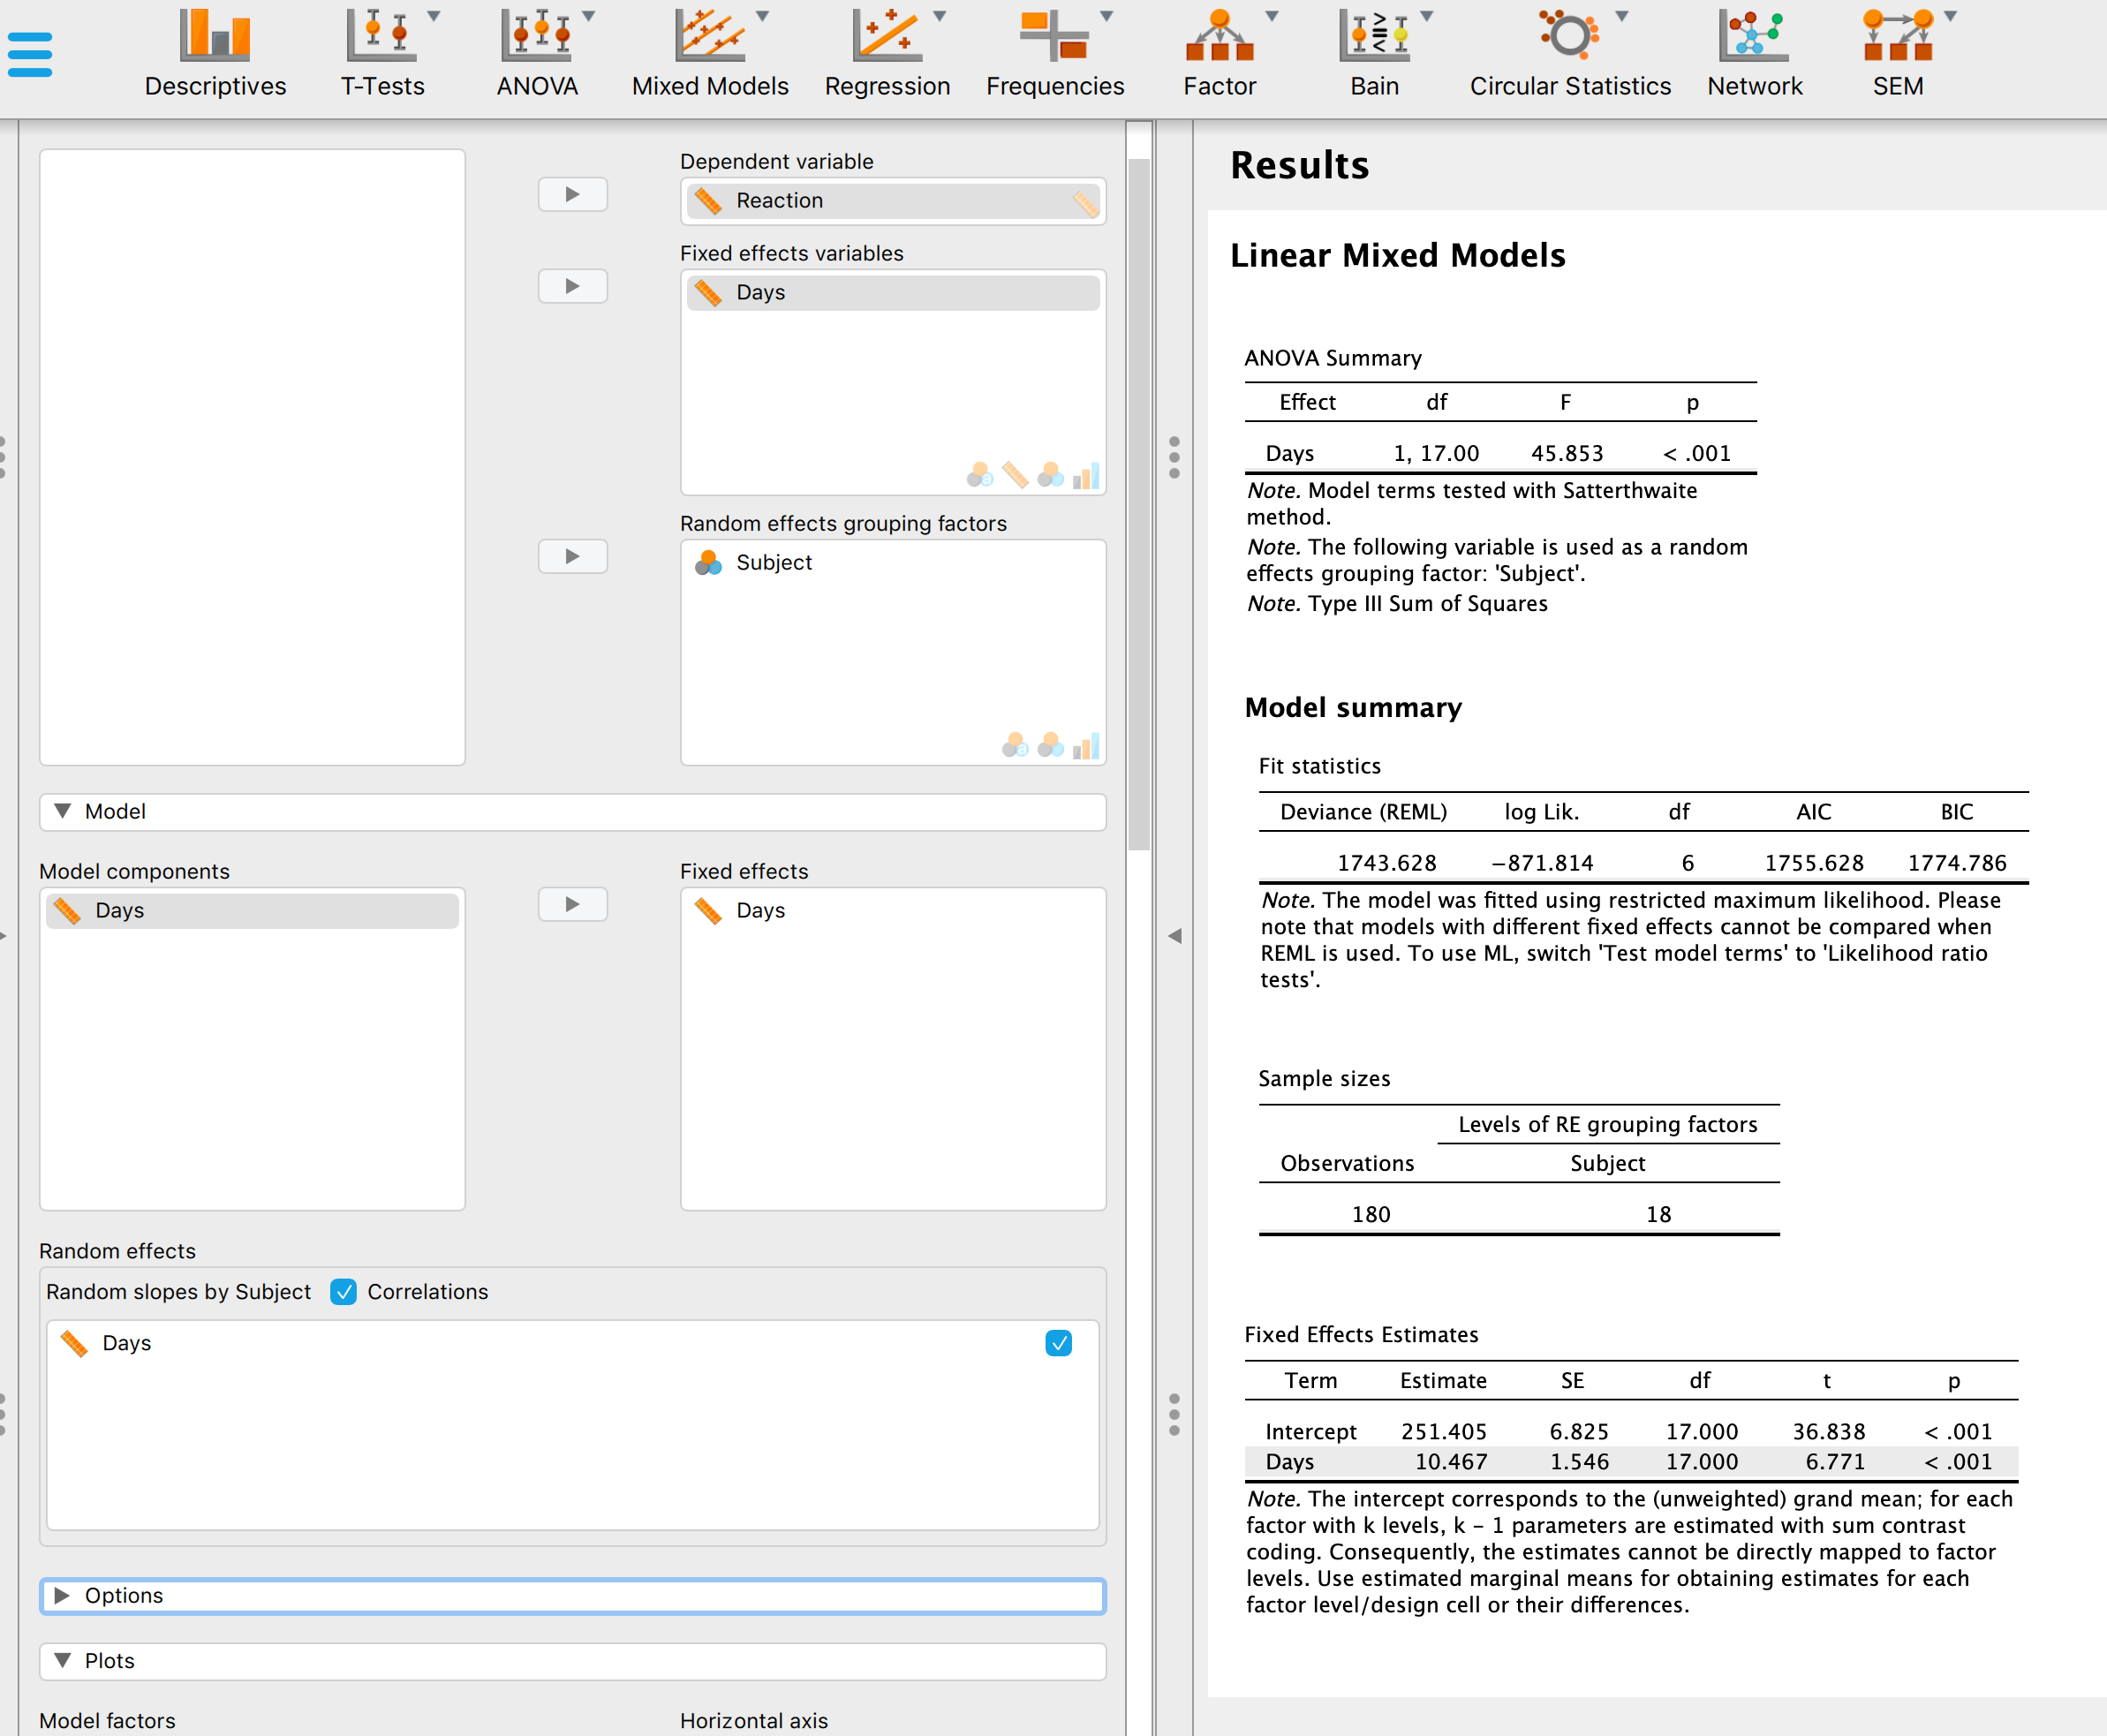 Descriptives
T-Tests
ANOVA
Mixed Models
Regression
Frequencies
Factor
Bain
Circular Statistics
Network
SEM
Dependent variable
Reaction
Fixed effects variables
Days
Random effects grouping factors
Subject
Model
Model components
Days
Fixed effects
Days
Random effects
Random slopes by Subject Correlations
Days
Options
Plots
Model factors
Horizontal axis
Results
Linear Mixed Models
ANOVA Summary
Effect df F p
Days 1, 17.00 45.853 < .001
Note. Model terms tested with Satterthwaite
method.
Note. The following variable is used as a random
effects grouping factor: 'Subject'.
Note. Type III Sum of Squares
Model summary
Fit statistics
Deviance (REML) log Lik. df AIC BIC
1743.628 −871.814 6 1755.628 1774.786
Note. The model was fitted using restricted maximum likelihood. Please
note that models with different fixed effects cannot be compared when
REML is used. To use ML, switch 'Test model terms' to 'Likelihood ratio
tests'.
Sample sizes
Levels of RE grouping factors
Observations Subject
180 18
Fixed Effects Estimates
Term Estimate SE df t p
Intercept 251.405 6.825 17.000 36.838 < .001
Days 10.467 1.546 17.000 6.771 < .001
Note. The intercept corresponds to the (unweighted) grand mean; for each
factor with k levels, k − 1 parameters are estimated with sum contrast
coding. Consequently, the estimates cannot be directly mapped to factor
levels. Use estimated marginal means for obtaining estimates for each
factor level/design cell or their differences.